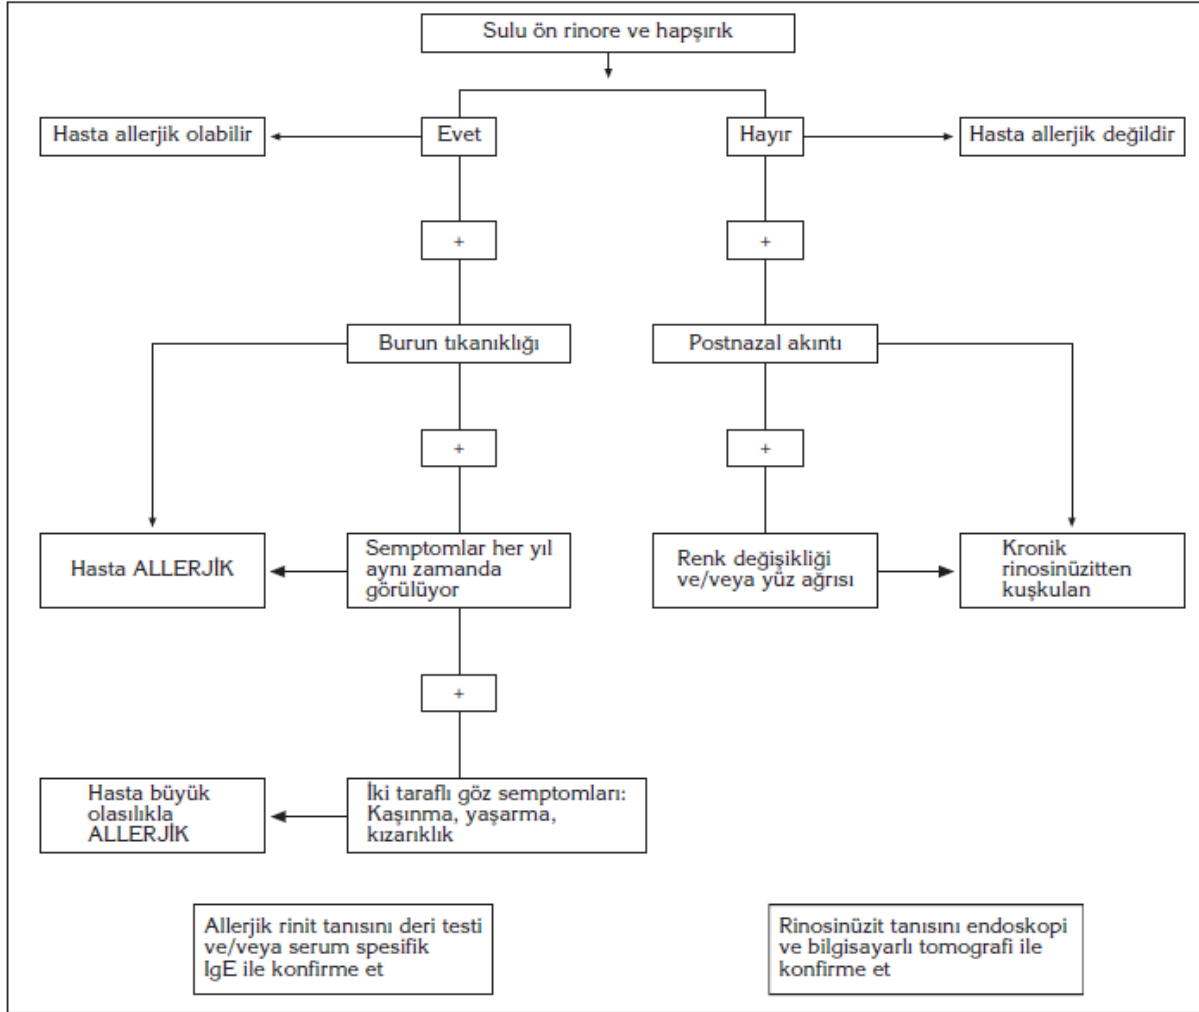 Sulu ön rinore ve hapşırık
Hasta allerjik olabilir
Evet
Hayır
Hasta allerjik değildir
+
+
Burun tıkanıklığı
Postnazal akıntı
+
+
Hasta ALLERJİK
Semptomlar her yıl
aynı zamanda
görülüyor
Renk değişikliği
ve/veya yüz ağrısı
Kronik
rinosinüzitten
kuşkulan
+
Hasta büyük
olasılıkla
ALLERJİK
İki taraflı göz semptomları:
Kaşınma, yaşarma,
kızarıklık
Allerjik rinit tanısını deri testi
ve/veya serum spesifik
IgE ile konfirme et
Rinosinüzit tanısını endoskopi
ve bilgisayarlı tomografi ile
konfirme et